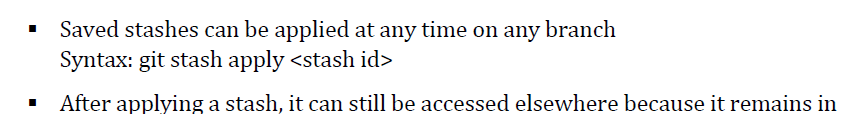 ▪ Saved stashes can be applied at any time on any branch
Syntax: git stash apply <stash id>
▪ After applying a stash, it can still be accessed elsewhere because it remains in